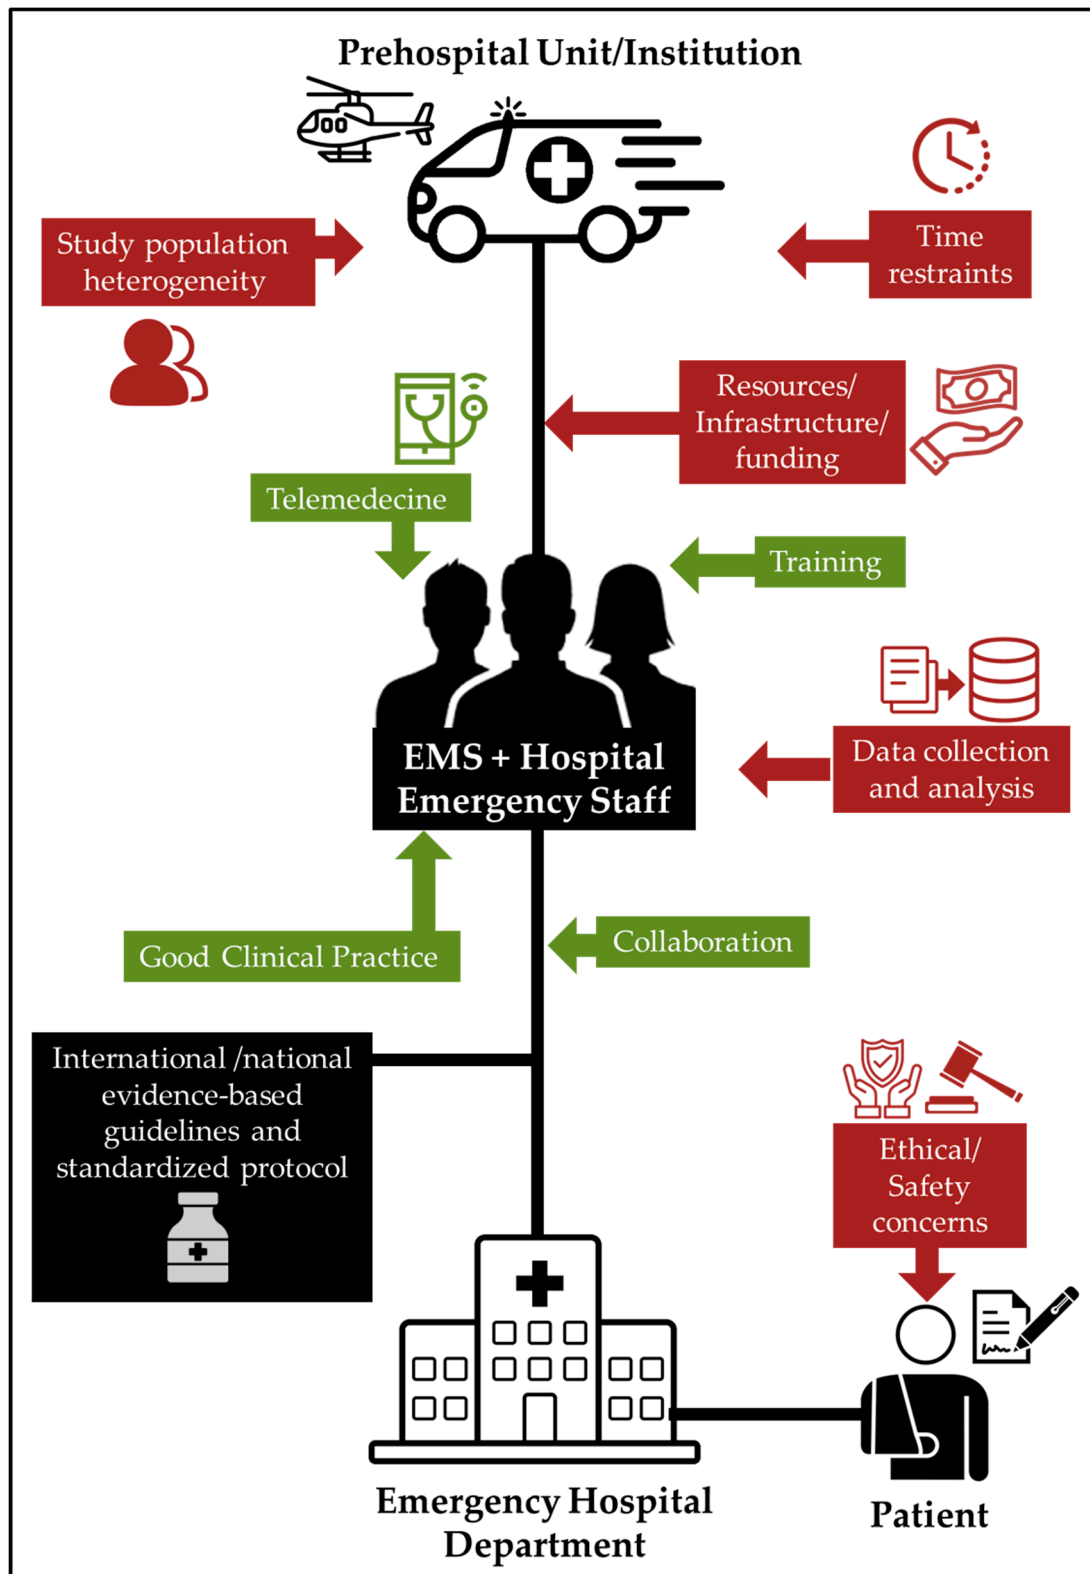 Prehospital Unit/Institution
Study population
heterogeneity
Time
restraints
Resources/
Infrastructure/
funding
Telemedecine
Training
EMS + Hospital
Emergency Staff
Data collection
and analysis
Good Clinical Practice
Collaboration
International /national
evidence-based
guidelines and
standardized protocol
Ethical/
Safety
concerns
Emergency Hospital
Department
Patient